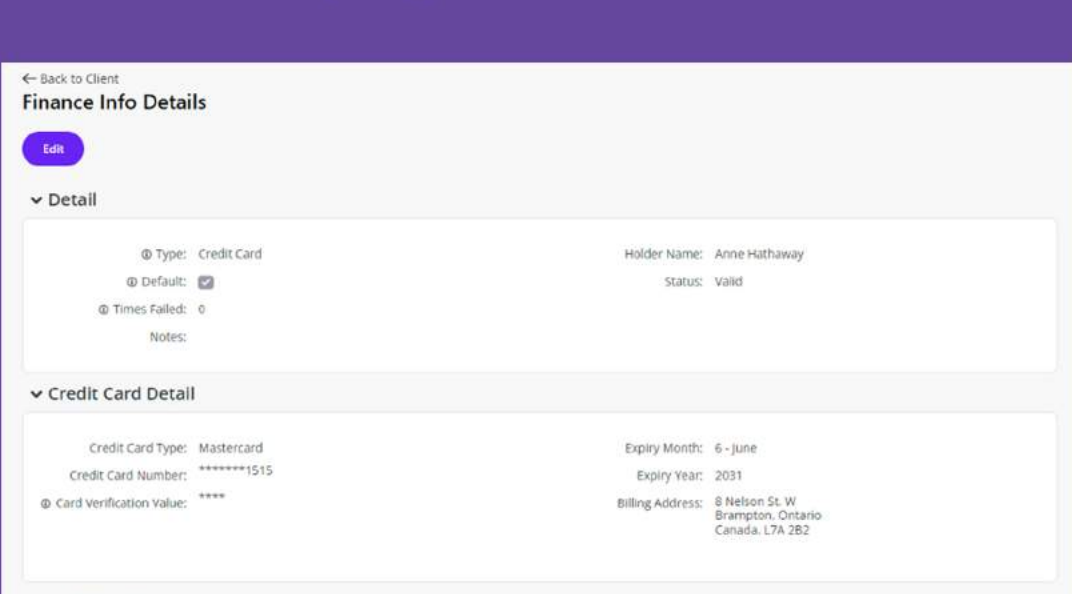 ← Back to Client
Finance Info Details
Edit
Detail
Type: Credit Card
Default:
Times Failed: 0
Notes:
Holder Name: Anne Hathaway
Status: Valid
Credit Card Detail
Credit Card Type: Mastercard
Credit Card Number: *******1515
Card Verification Value: ****
Expiry Month: 6 - June
Expiry Year: 2031
Billing Address: 8 Nelson St. W
Brampton, Ontario
Canada, L7A 2B2